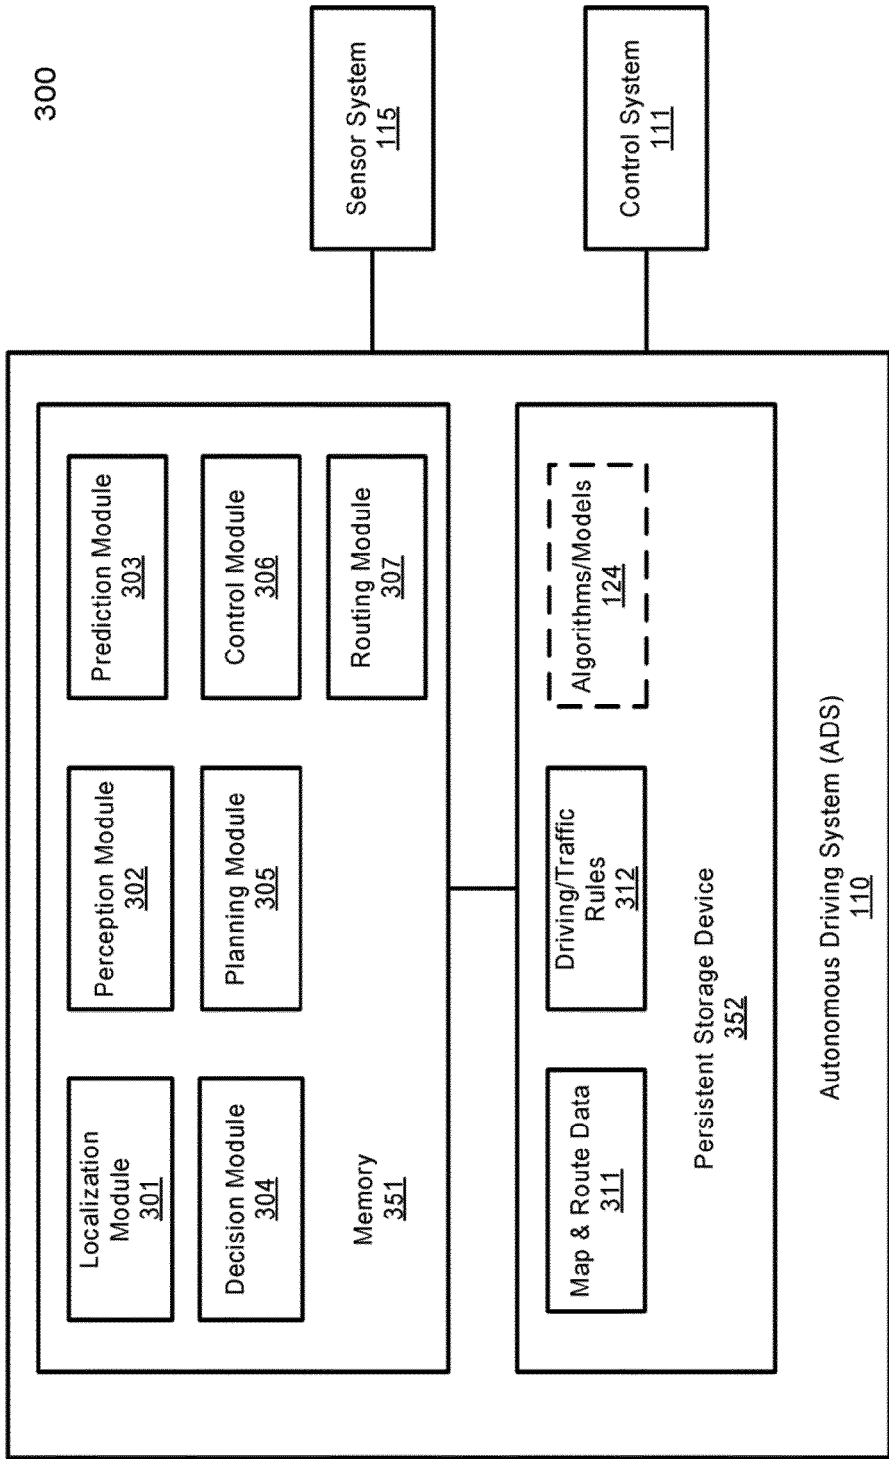 300
Localization
Module
301
Perception Module
302
Prediction Module
303
Decision Module
304
Planning Module
305
Control Module
306
Routing Module
307
Memory
351
Map & Route Data
311
Driving/Traffic
Rules
312
Algorithms/Models
124
Persistent Storage Device
352
Autonomous Driving System (ADS)
110
Sensor System
115
Control System
111